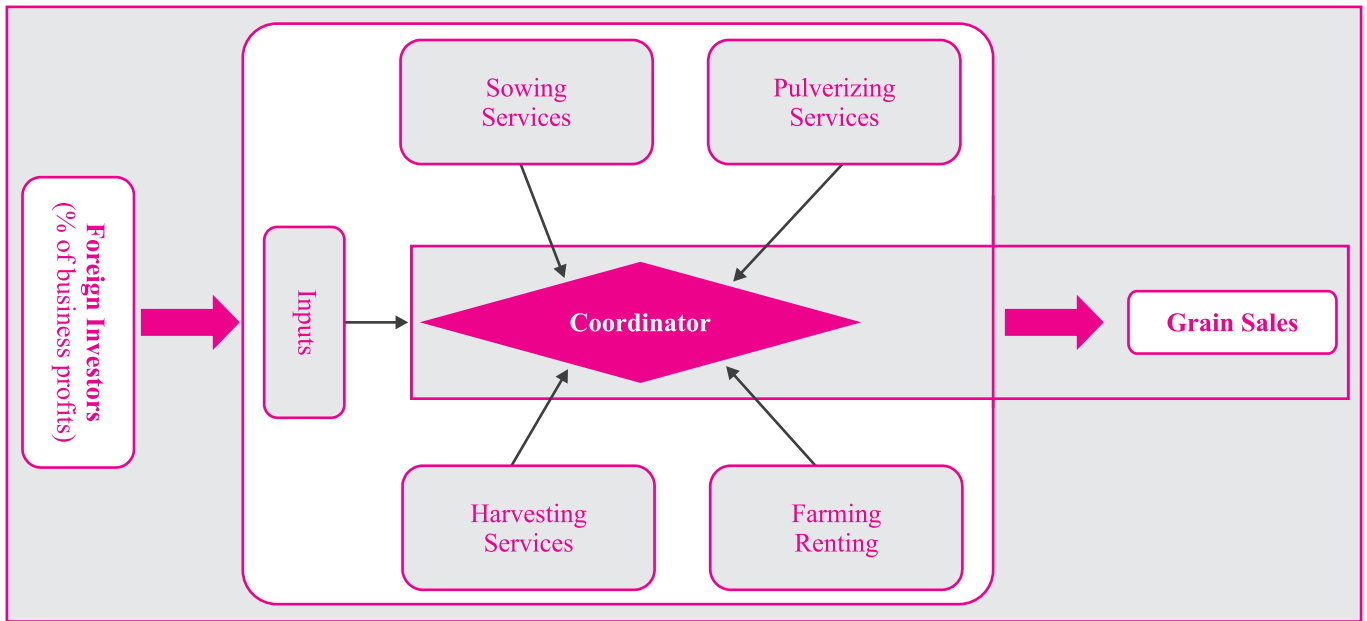 Sowing
Services
Pulverizing
Services
Foreign Investors
(% of business profits)
Inputs
Coordinator
Grain Sales
Harvesting
Services
Farming
Renting